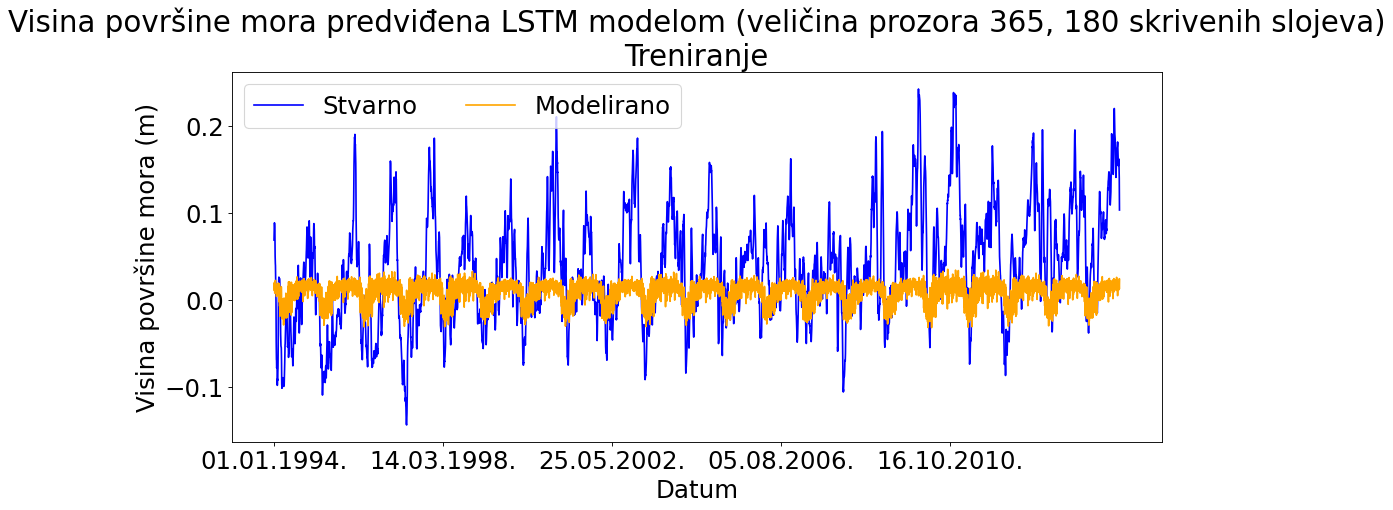 Visina površine mora predviđena LSTM modelom (veličina prozora 365, 180 skrivenih slojeva)
Treniranje
Stvarno Modelirano
Visina površine mora (m)
0.2
0.1
0.0
−0.1
01.01.1994. 14.03.1998. 25.05.2002. 05.08.2006. 16.10.2010.
Datum